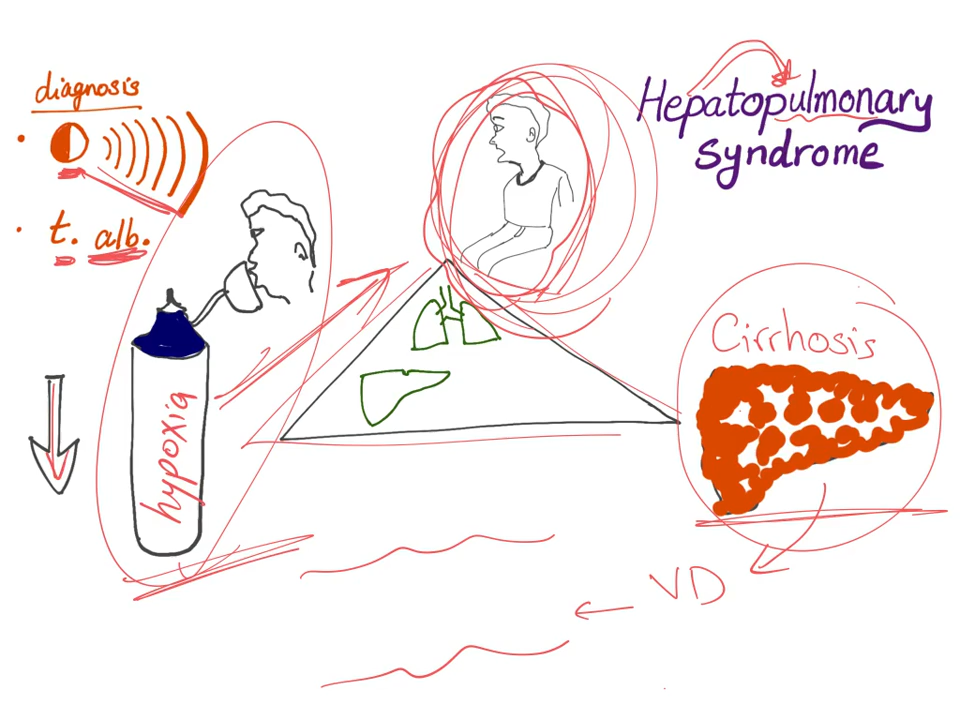 Hepatopulmonary
Syndrome
diagnosis
t. alb.
hypoxia
Cirrhosis
VD